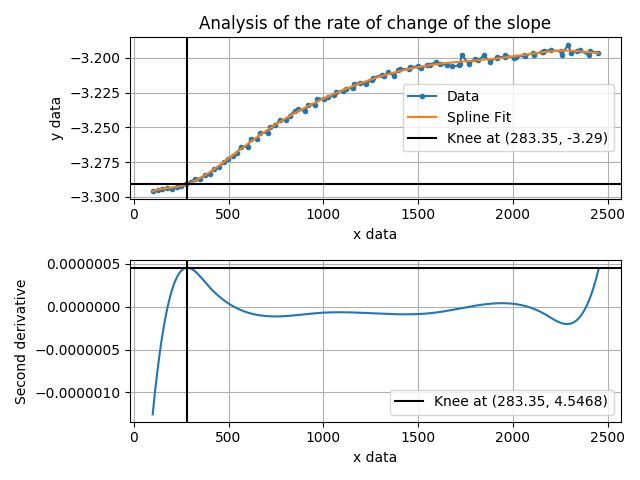 Analysis of the rate of change of the slope
y data
−3.200
−3.225
−3.250
−3.275
−3.300
Data
Spline Fit
Knee at (283.35, -3.29)
0 500 1000 1500 2000 2500
x data
Second derivative
0.0000005
0.0000000
−0.0000005
−0.0000010
Knee at (283.35, 4.5468)
0 500 1000 1500 2000 2500
x data